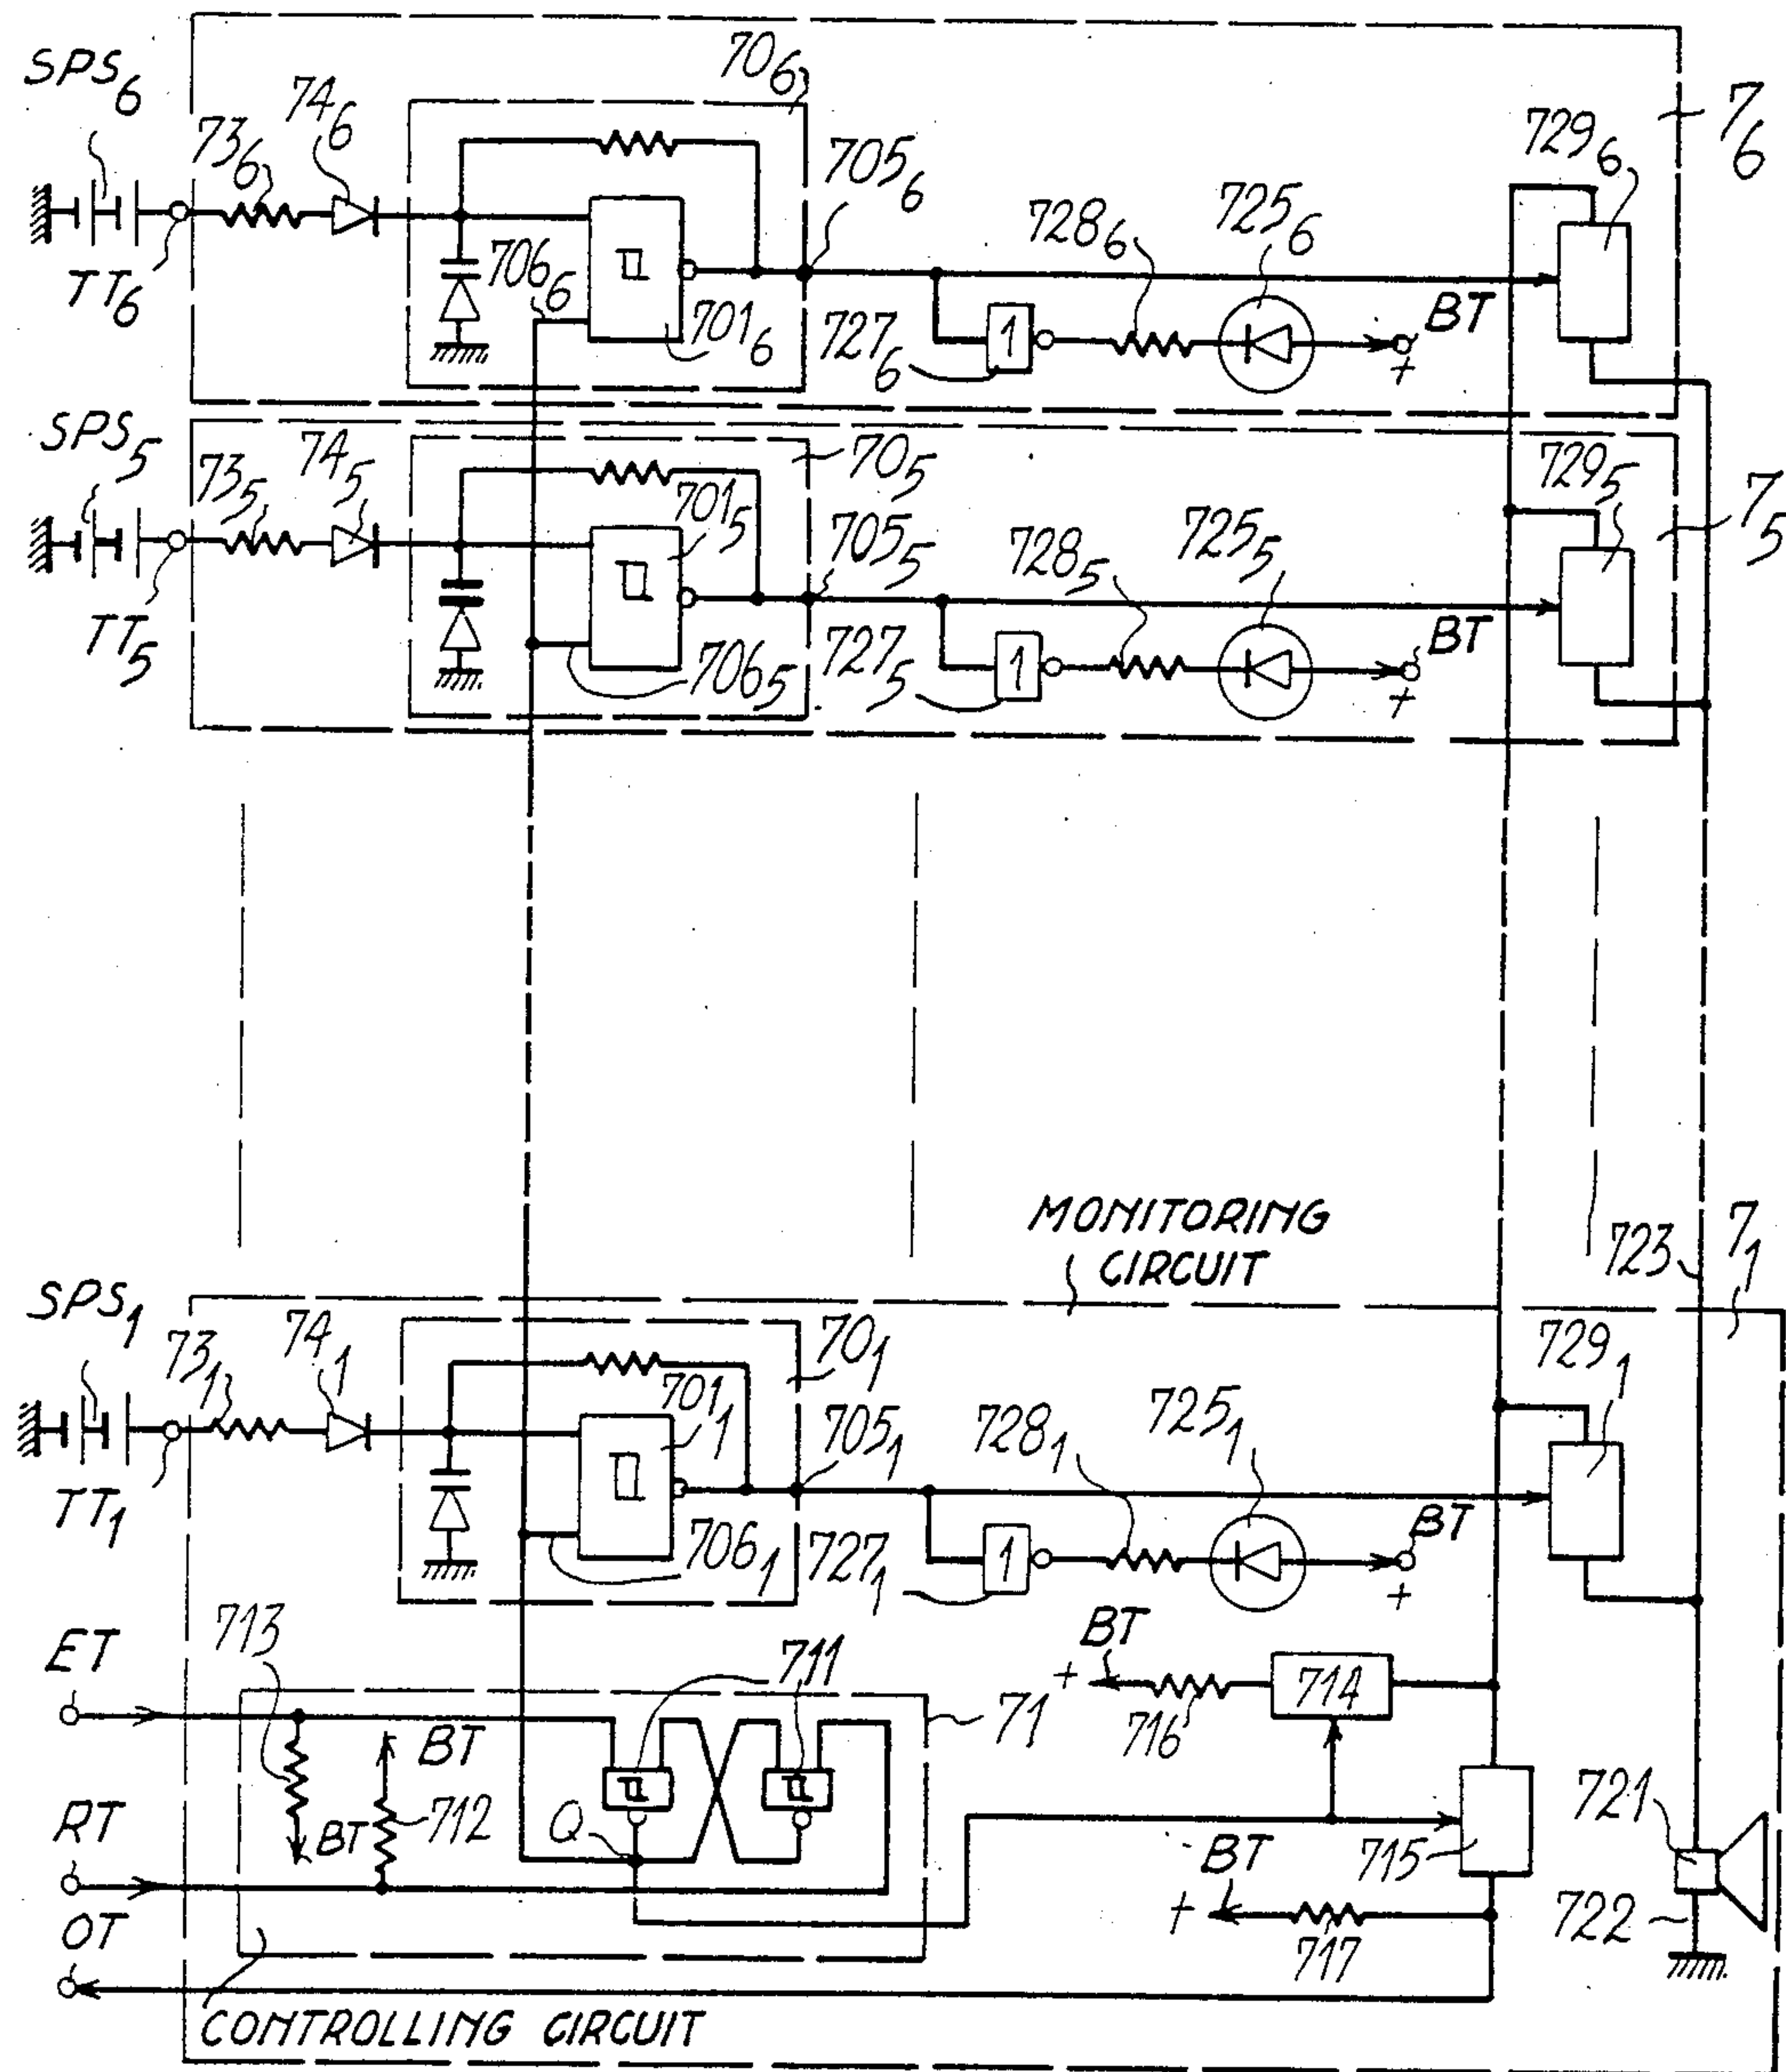 SPS6
736
746
706
76
7296
TT6
7066
7016
7056
7286
7256
7276
BT
+
SPS5
735
745
705
75
7295
TT5
7015
7055
7285
7255
7065
7275
BT
+
MONITORING
CIRCUIT
723
71
SPS1
731
741
701
7291
TT1
7011
7051
7281
7251
7061
7271
BT
+
ET
713
711
71
BT
+
716
714
BT
RT
BT
712
Q
BT
+
715
717
721
722
OT
CONTROLLING CIRCUIT